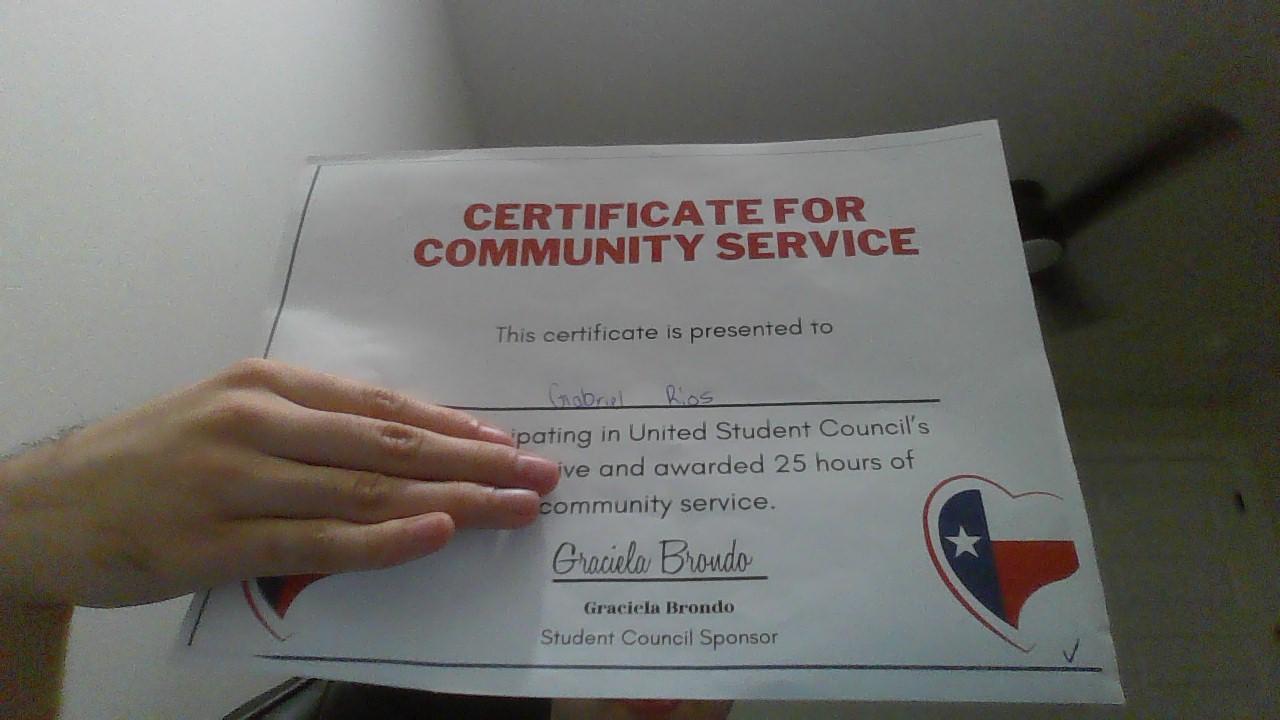 CERTIFICATE FOR
COMMUNITY SERVICE
This certificate is presented to
Gabriel Rios
in United Student Council's
and awarded 25 hours of
community service.
Graciela Brondo
Graciela Brondo
Student Council Sponsor